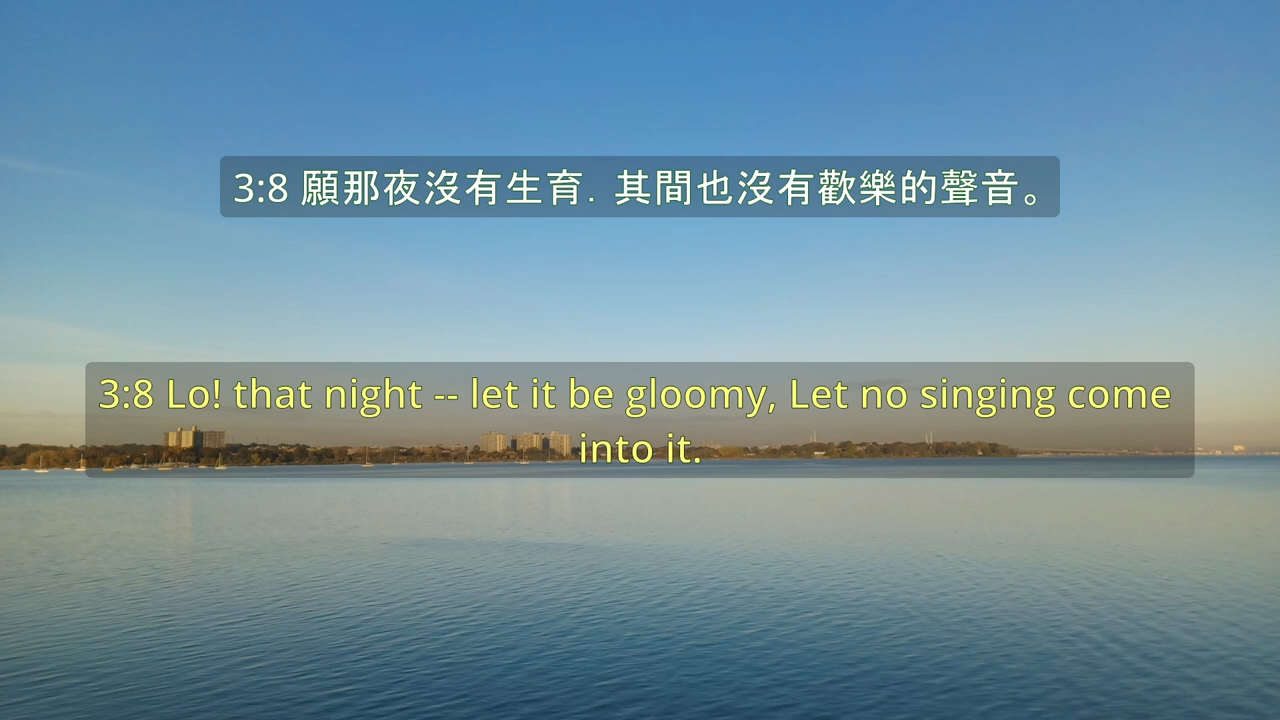 3:8 願那夜沒有生育．其間也沒有歡樂的聲音。
3:8 Lo! that night -- let it be gloomy, Let no singing come
into it.